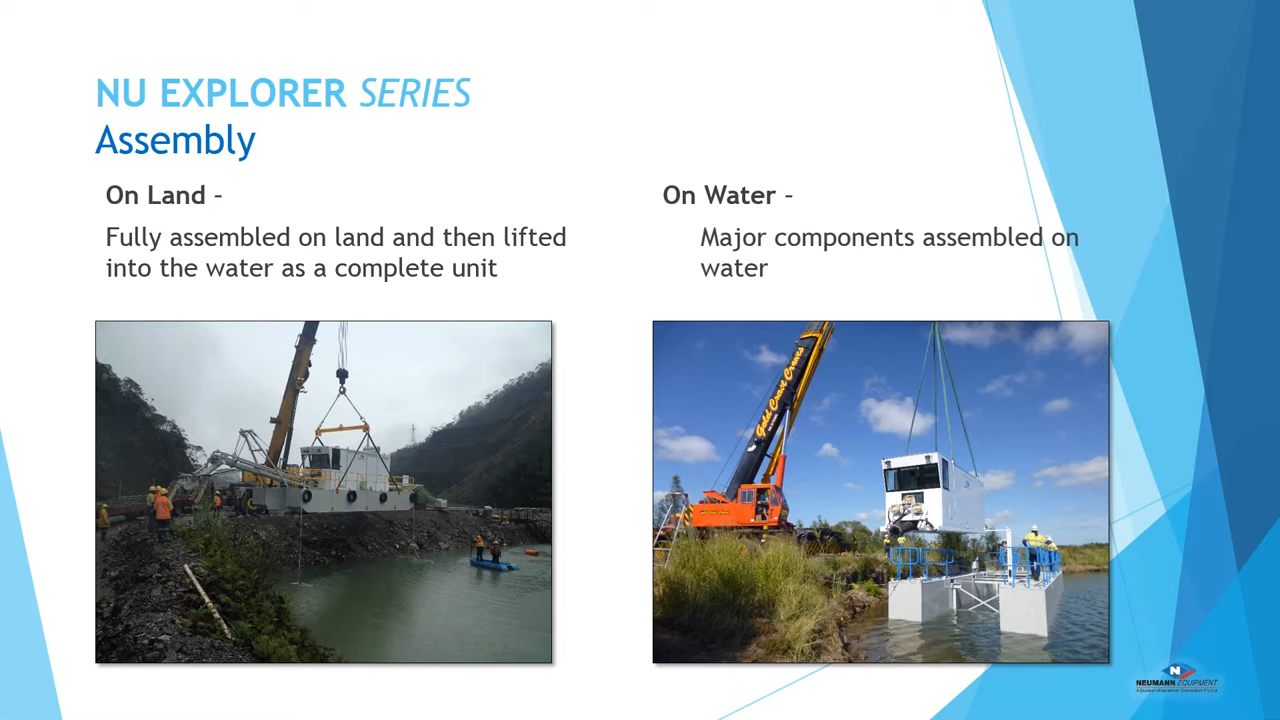 NU EXPLORER SERIES
Assembly
On Land –
Fully assembled on land and then lifted
into the water as a complete unit
On Water –
Major components assembled on
water
Gold Coast Cranes
NEUMANN EQUIPMENT